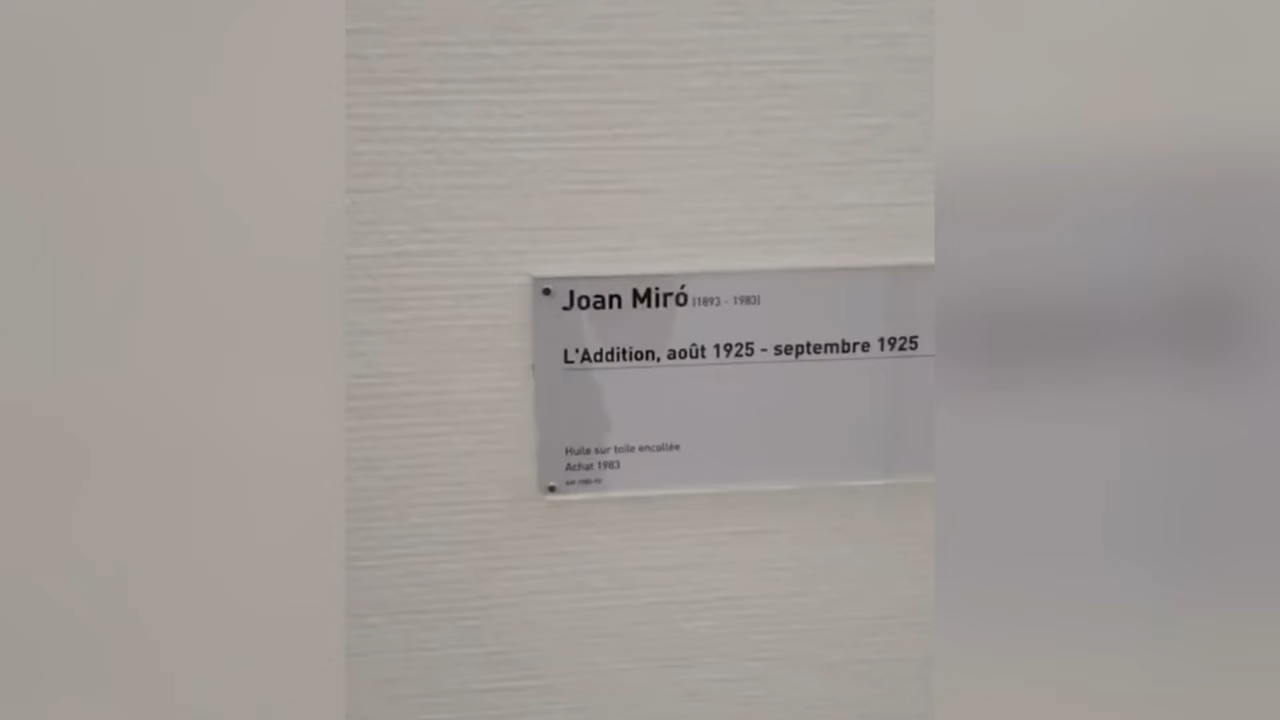 Joan Miró (1893 - 1983)
L'Addition, août 1925 - septembre 1925
Huile sur toile encollée
Achat 1983